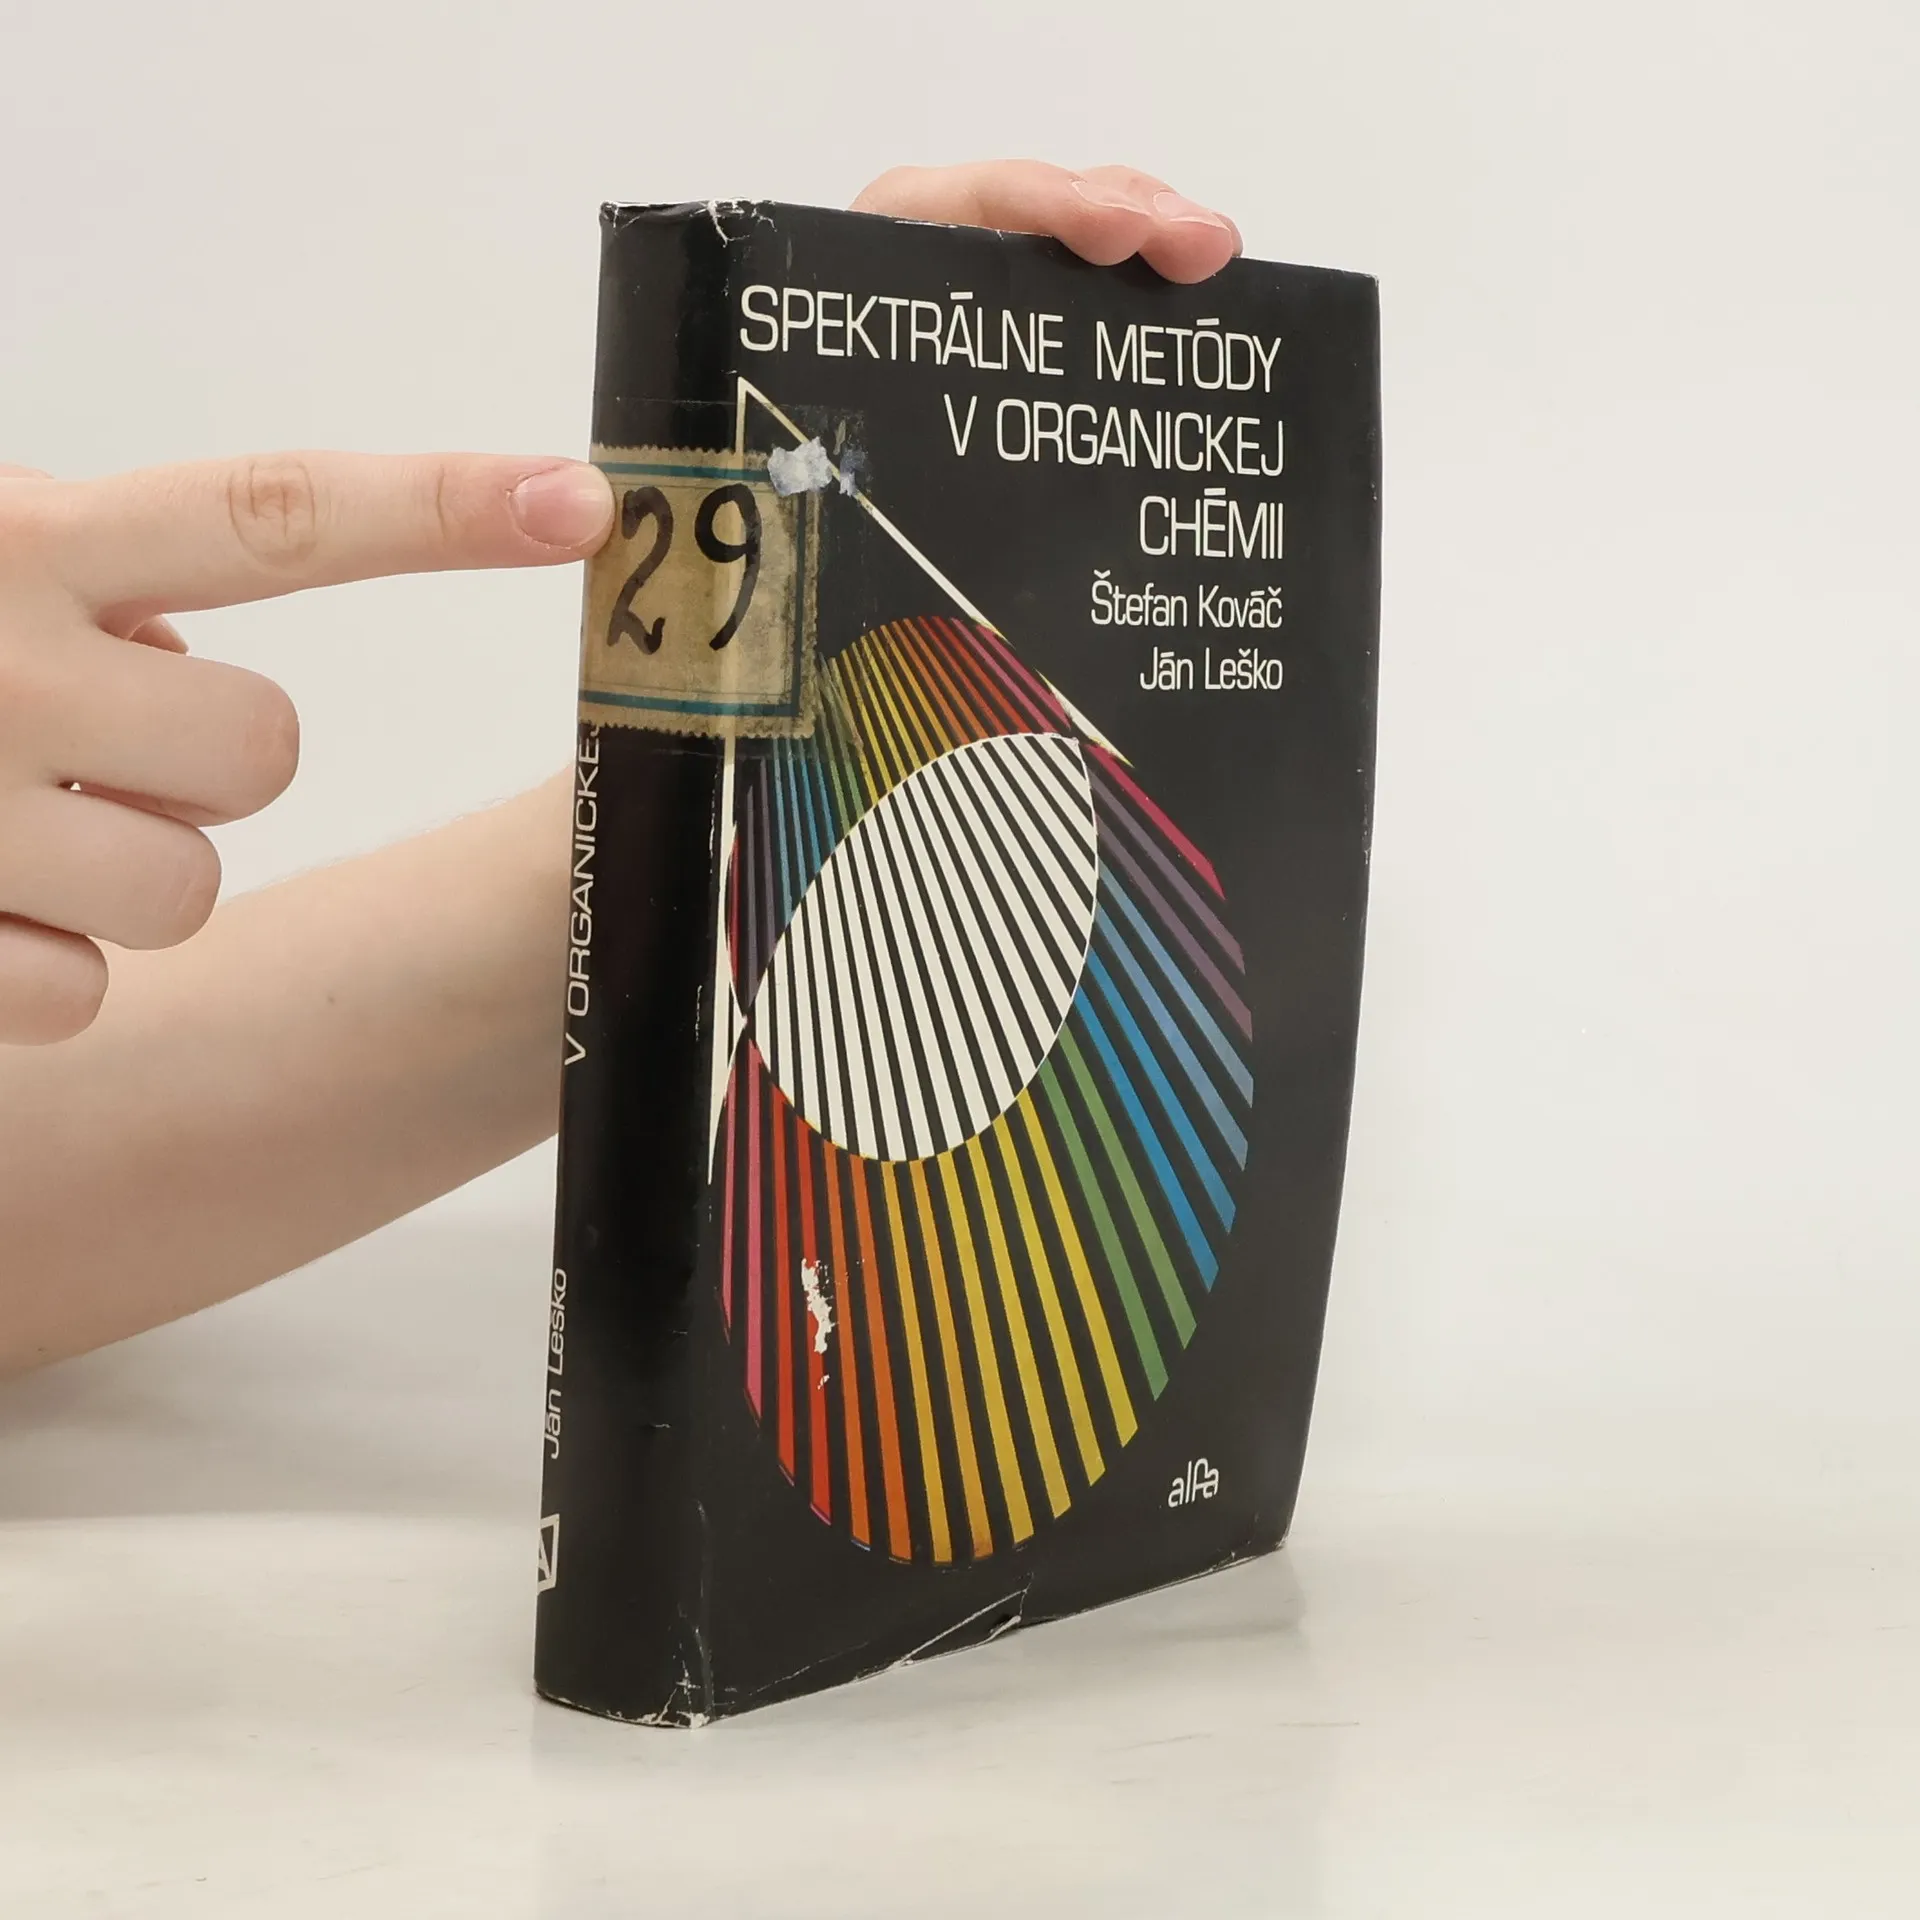 SPEKTRÁLNE METÓDY
V ORGANICKEJ
CHÉMII
Štefan Kováč
Ján Leško
29
alfa
V ORGANICKEJ
Ján Leško